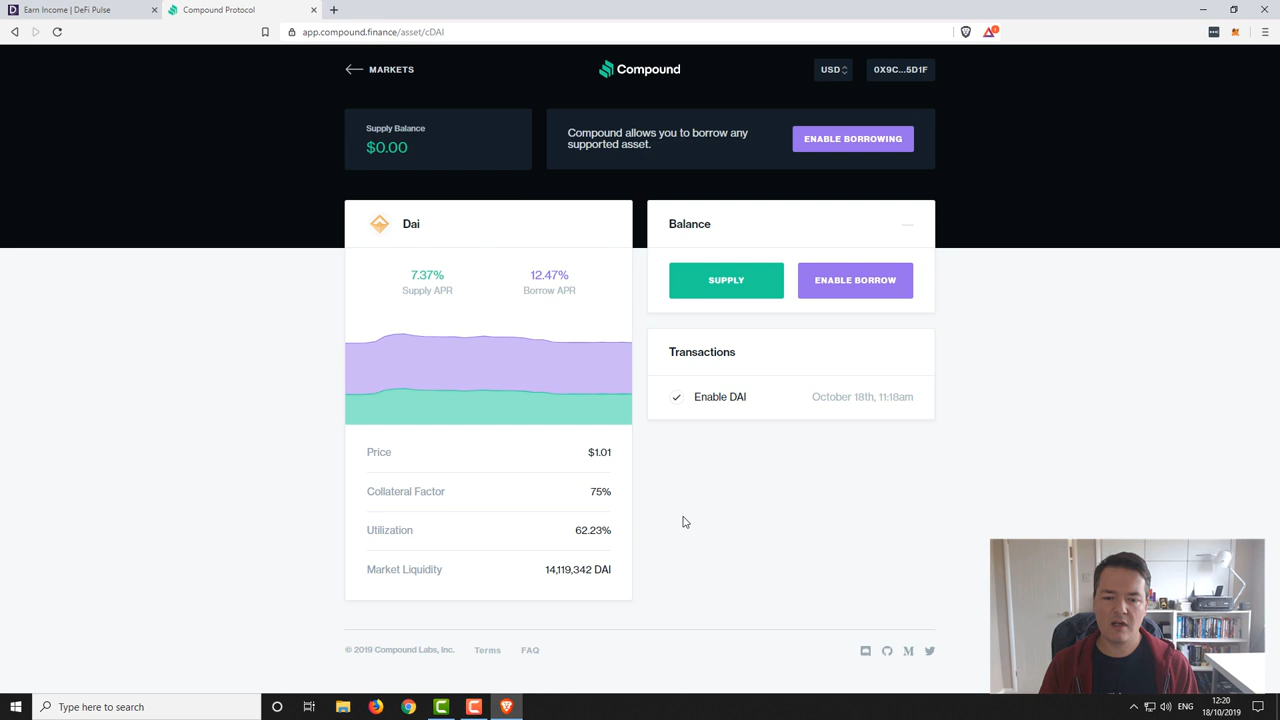 Earn Income | DeFi Pulse
Compound Protocol
app.compound.finance/asset/cDAI
MARKETS
Compound
USD
0X9C...5D1F
Supply Balance
$0.00
Compound allows you to borrow any
supported asset.
ENABLE BORROWING
Dai
7.37%
Supply APR
12.47%
Borrow APR
Price
$1.01
Collateral Factor
75%
Utilization
62.23%
Market Liquidity
14,119,342 DAI
Balance
SUPPLY
ENABLE BORROW
Transactions
Enable DAI
October 18th, 11:18am
© 2019 Compound Labs, Inc.
Terms
FAQ
Type here to search
ENG
12:20
18/10/2019